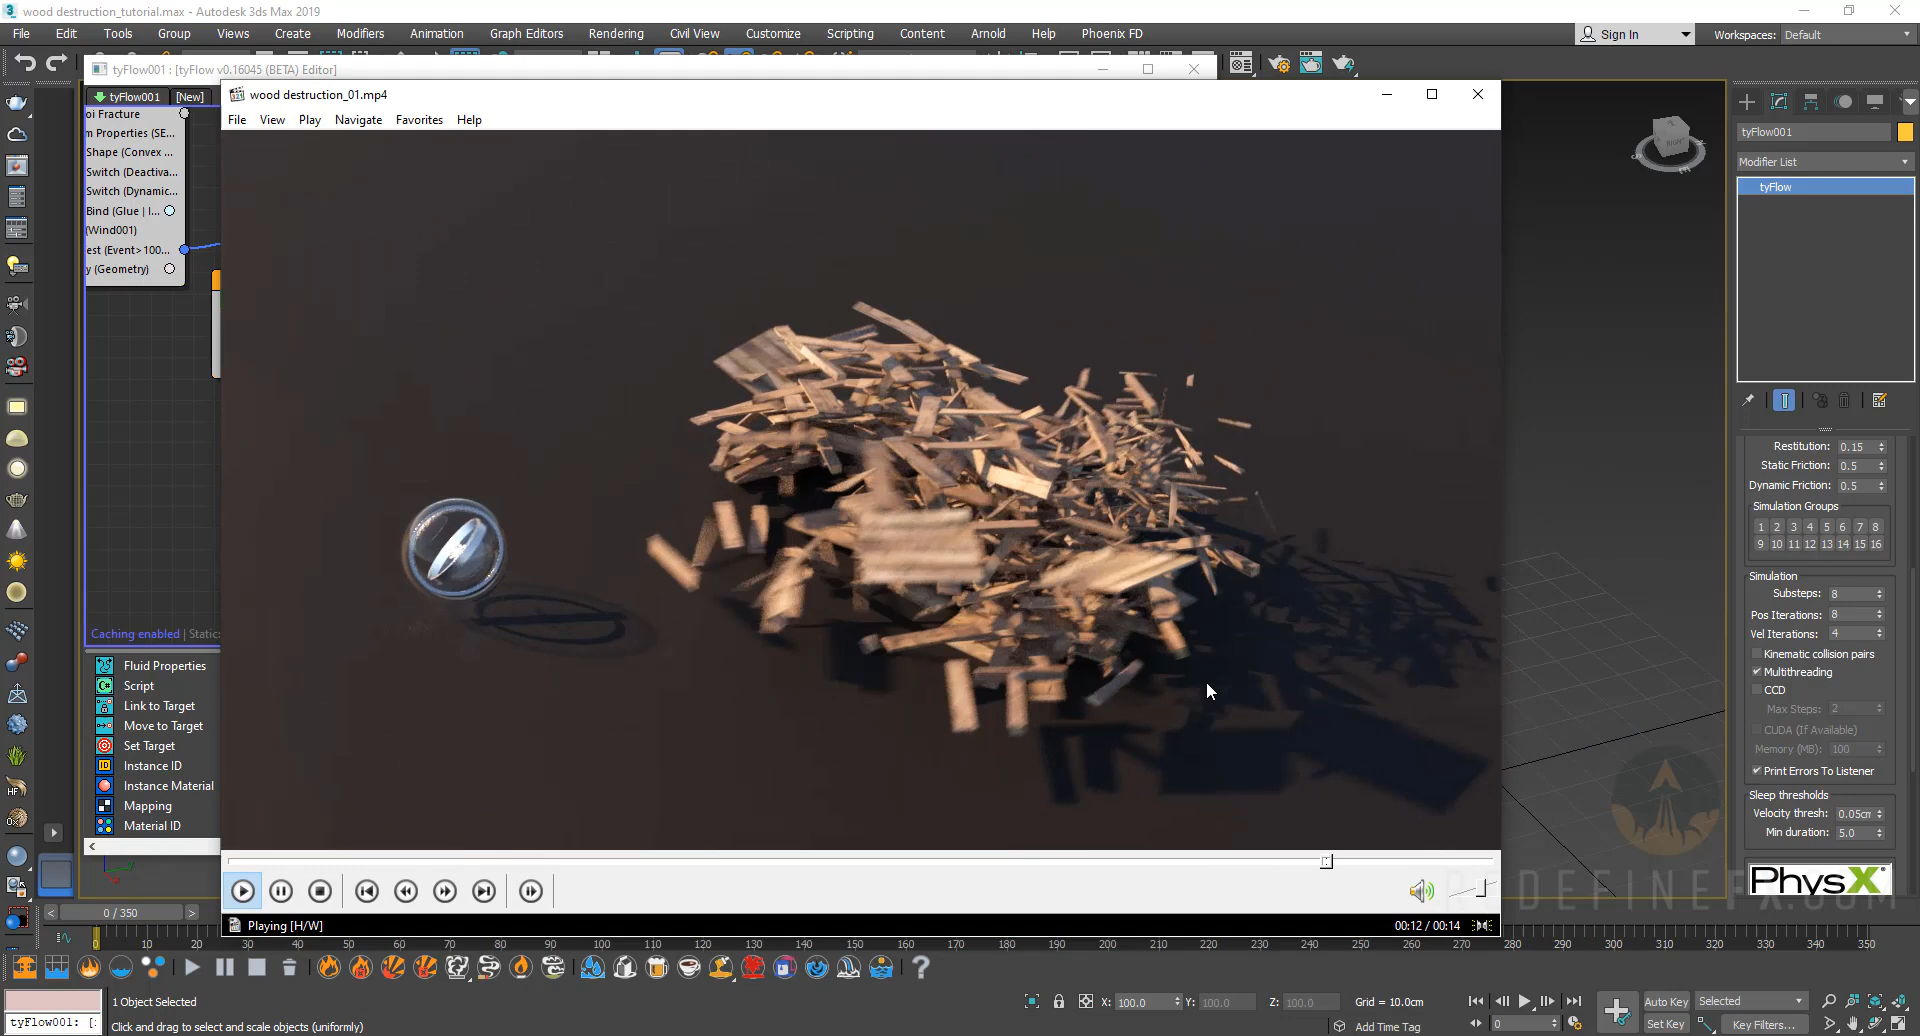 wood destruction_tutorial.max - Autodesk 3ds Max 2019
File Edit Tools Group Views Create Modifiers Animation Graph Editors Rendering Civil View Customize Scripting Content Arnold Help Phoenix FD
Sign In
Workspaces: Default
tyFlow001 : [tyFlow v0.16045 (BETA) Editor]
tyFlow001 [New]
oi Fracture
m Properties (SE...
Shape (Convex ...
Switch (Deactiva...
Switch (Dynamic...
Bind (Glue | I...
(Wind001)
est (Event> 100...
y (Geometry)
Caching enabled | Static:
Fluid Properties
Script
Link to Target
Move to Target
Set Target
Instance ID
Instance Material
Mapping
Material ID
wood destruction_01.mp4
File View Play Navigate Favorites Help
Playing [H/W]
00:12 / 00:14
tyFlow001
Modifier List
tyFlow
Restitution: 0.15
Static Friction: 0.5
Dynamic Friction: 0.5
Simulation Groups
1 2 3 4 5 6 7 8
9 10 11 12 13 14 15 16
Simulation
Substeps: 8
Pos Iterations: 8
Vel Iterations: 4
Kinematic collision pairs
Multithreading
CCD
Max Steps: 2
CUDA (If Available)
Memory (MB): 100
Print Errors To Listener
Sleep thresholds
Velocity thresh: 0.05cm
Min duration: 5.0
PhysX
REDEFINEFX.COM
0 / 350
0 10 20 30 40 50 60 70 80 90 100 110 120 130 140 150 160 170 180 190 200 210 220 230 240 250 260 270 280 290 300 310 320 330 340 350
1 Object Selected
X: 100.0 Y: 100.0 Z: 100.0 Grid = 10.0cm
Auto Key Selected
tyFlow001: [
Click and drag to select and scale objects (uniformly)
Add Time Tag
0
Set Key Key Filters...